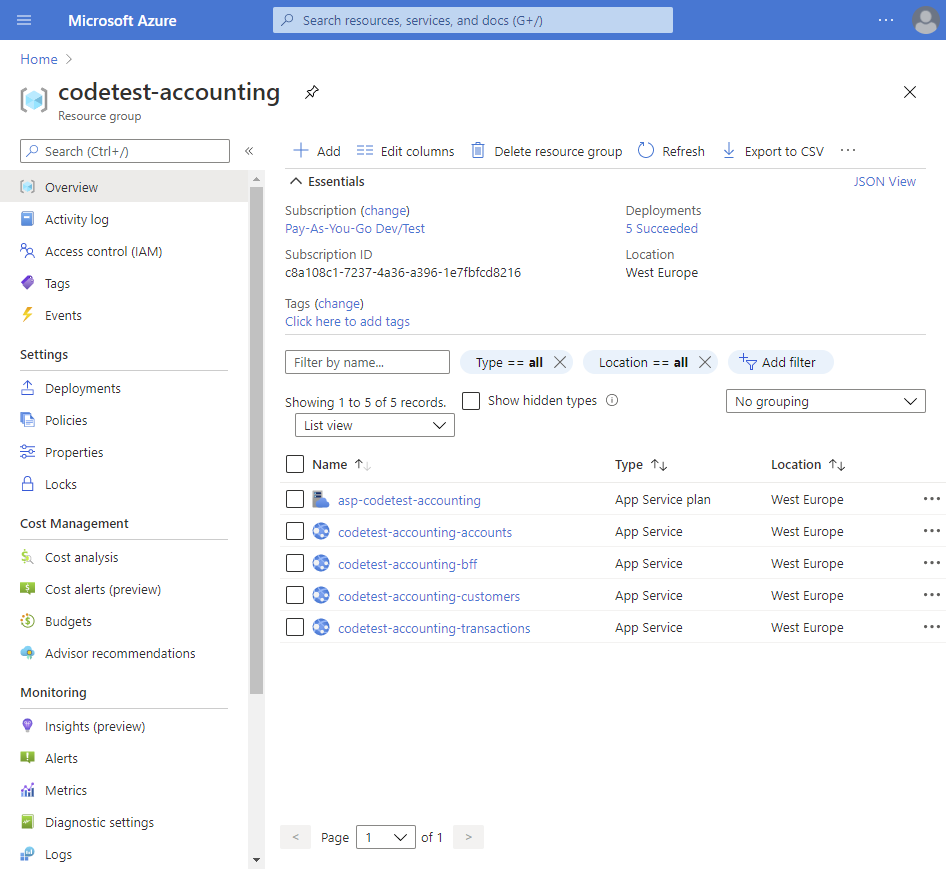 Microsoft Azure
Search resources, services, and docs (G+/)
Home
codetest-accounting
Resource group
Search (Ctrl+/)
Overview
Activity log
Access control (IAM)
Tags
Events
Settings
Deployments
Policies
Properties
Locks
Cost Management
Cost analysis
Cost alerts (preview)
Budgets
Advisor recommendations
Monitoring
Insights (preview)
Alerts
Metrics
Diagnostic settings
Logs
Add Edit columns Delete resource group Refresh Export to CSV
Essentials JSON View
Subscription (change) Deployments
Pay-As-You-Go Dev/Test 5 Succeeded
Subscription ID Location
c8a108c1-7237-4a36-a396-1e7fbfcd8216 West Europe
Tags (change)
Click here to add tags
Filter by name... Type == all Location == all Add filter
Showing 1 to 5 of 5 records. Show hidden types No grouping
List view
Name Type Location
asp-codetest-accounting App Service plan West Europe
codetest-accounting-accounts App Service West Europe
codetest-accounting-bff App Service West Europe
codetest-accounting-customers App Service West Europe
codetest-accounting-transactions App Service West Europe
< Page 1 of 1 >